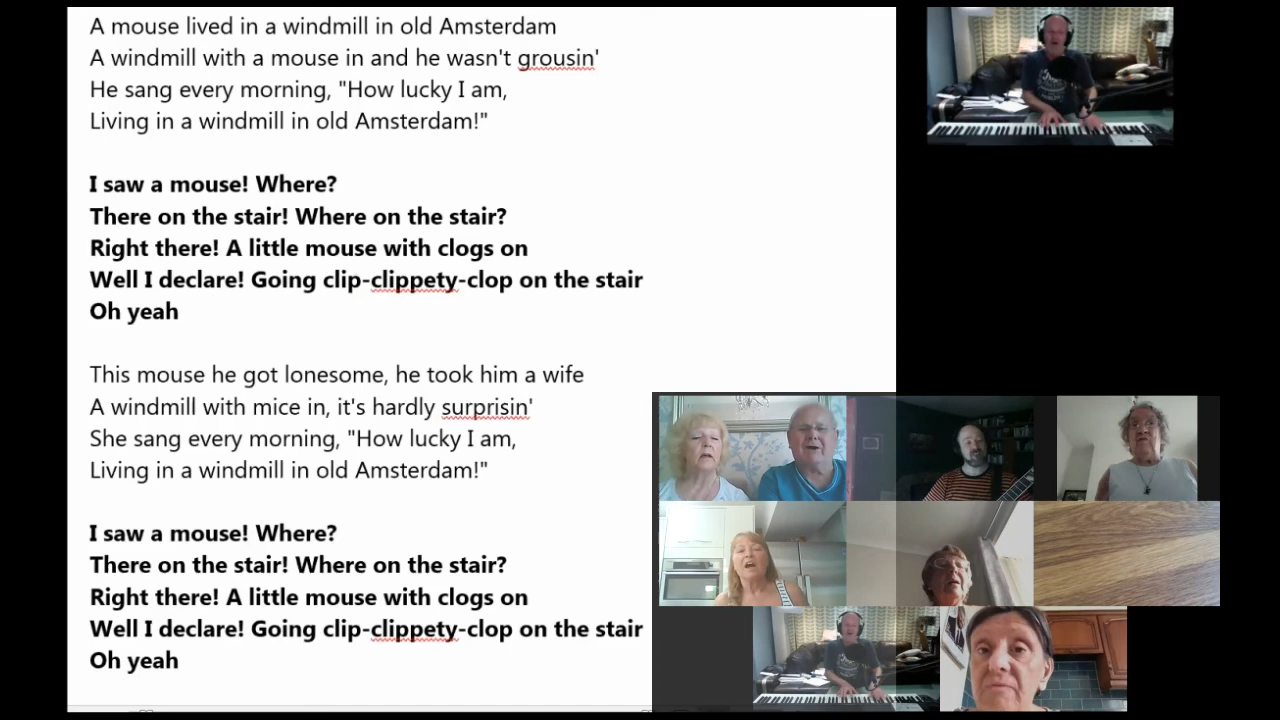 A mouse lived in a windmill in old Amsterdam
A windmill with a mouse in and he wasn't grousin'
He sang every morning, "How lucky I am,
Living in a windmill in old Amsterdam!"
I saw a mouse! Where?
There on the stair! Where on the stair?
Right there! A little mouse with clogs on
Well I declare! Going clip-clippety-clop on the stair
Oh yeah
This mouse he got lonesome, he took him a wife
A windmill with mice in, it's hardly surprisin'
She sang every morning, "How lucky I am,
Living in a windmill in old Amsterdam!"
I saw a mouse! Where?
There on the stair! Where on the stair?
Right there! A little mouse with clogs on
Well I declare! Going clip-clippety-clop on the stair
Oh yeah